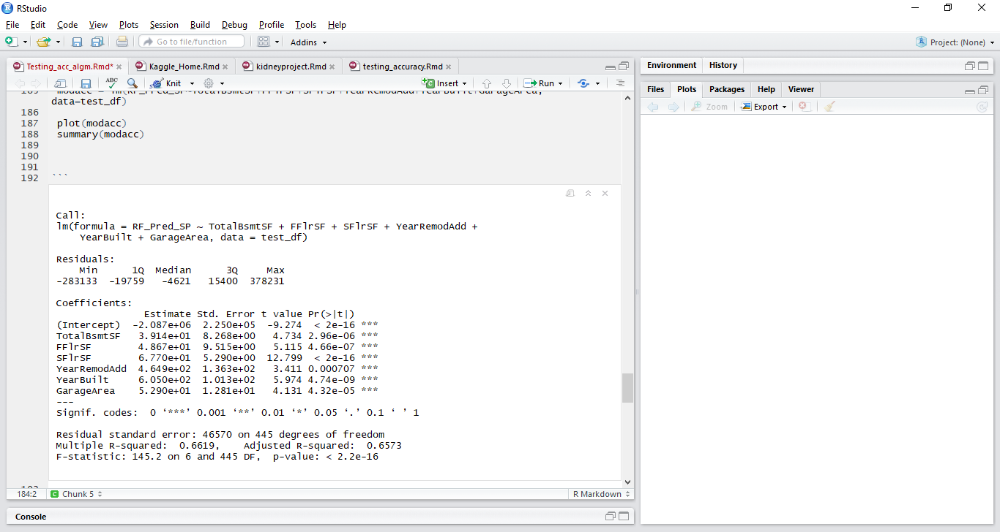 RStudio
File Edit Code View Plots Session Build Debug Profile Tools Help
Go to file/function Addins Project: (None)
Testing_acc_algm.Rmd* Kaggle_Home.Rmd kidneyproject.Rmd testing_accuracy.Rmd
ABC Knit Insert Run
data=test_df)
186
187 plot(modacc)
188 summary(modacc)
189
190
191
192 ```
Call:
lm(formula = RF_Pred_SP ~ TotalBsmtSF + FFlrSF + SFlrSF + YearRemodAdd +
YearBuilt + GarageArea, data = test_df)
Residuals:
Min 1Q Median 3Q Max
-283133 -19759 -4621 15400 378231
Coefficients:
Estimate Std. Error t value Pr(>|t|)
(Intercept) -2.087e+06 2.250e+05 -9.274 < 2e-16 ***
TotalBsmtSF 3.914e+01 8.268e+00 4.734 2.96e-06 ***
FFlrSF 4.867e+01 9.515e+00 5.115 4.66e-07 ***
SFlrSF 6.770e+01 5.290e+00 12.799 < 2e-16 ***
YearRemodAdd 4.649e+02 1.363e+02 3.411 0.000707 ***
YearBuilt 6.050e+02 1.013e+02 5.974 4.74e-09 ***
GarageArea 5.290e+01 1.281e+01 4.131 4.32e-05 ***
---
Signif. codes: 0 ‘***’ 0.001 ‘**’ 0.01 ‘*’ 0.05 ‘.’ 0.1 ‘ ’ 1
Residual standard error: 46570 on 445 degrees of freedom
Multiple R-squared: 0.6619, Adjusted R-squared: 0.6573
F-statistic: 145.2 on 6 and 445 DF, p-value: < 2.2e-16
184:2 C Chunk 5 R Markdown
Console
Environment History
Files Plots Packages Help Viewer
Zoom Export